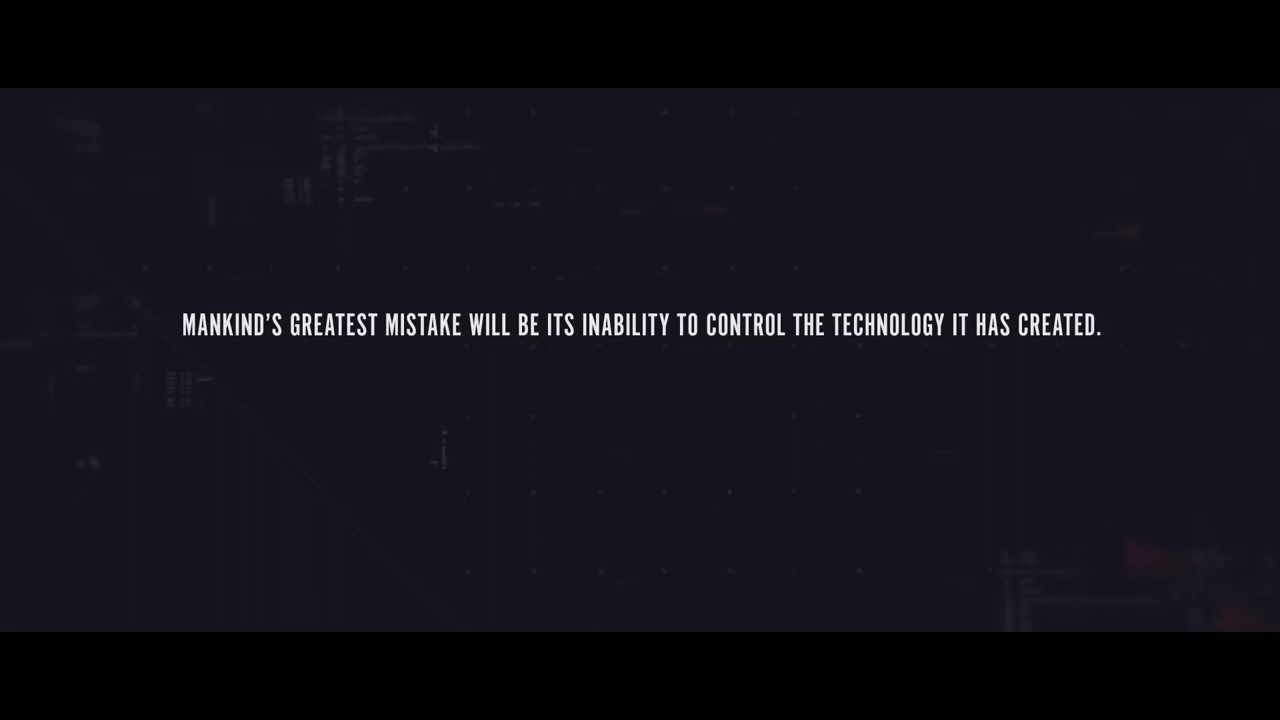 MANKIND'S GREATEST MISTAKE WILL BE ITS INABILITY TO CONTROL THE TECHNOLOGY IT HAS CREATED.